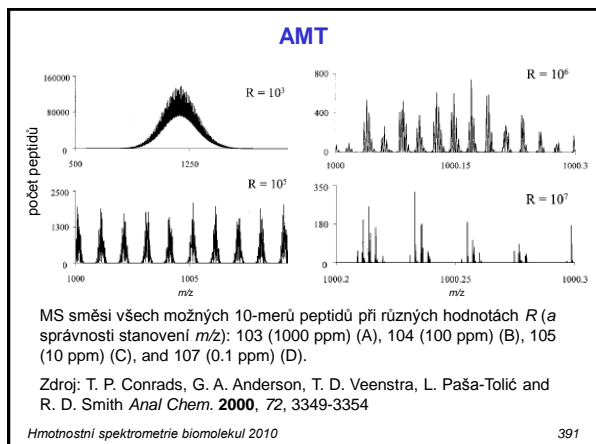 AMT
počet peptidů
160000
80000
0
R = 10³
500
1250
800
400
0
R = 10⁶
1000
1000.15
1000.3
2500
1300
0
R = 10⁵
1000
1005
m/z
350
150
0
R = 10⁷
1000.2
1000.25
1000.3
m/z
MS směsi všech možných 10-merů peptidů při různých hodnotách R (a
správnosti stanovení m/z): 103 (1000 ppm) (A), 104 (100 ppm) (B), 105
(10 ppm) (C), and 107 (0.1 ppm) (D).
Zdroj: T. P. Conrads, G. A. Anderson, T. D. Veenstra, L. Paša-Tolić and
R. D. Smith Anal Chem. 2000, 72, 3349-3354
Hmotnostní spektrometrie biomolekul 2010
391